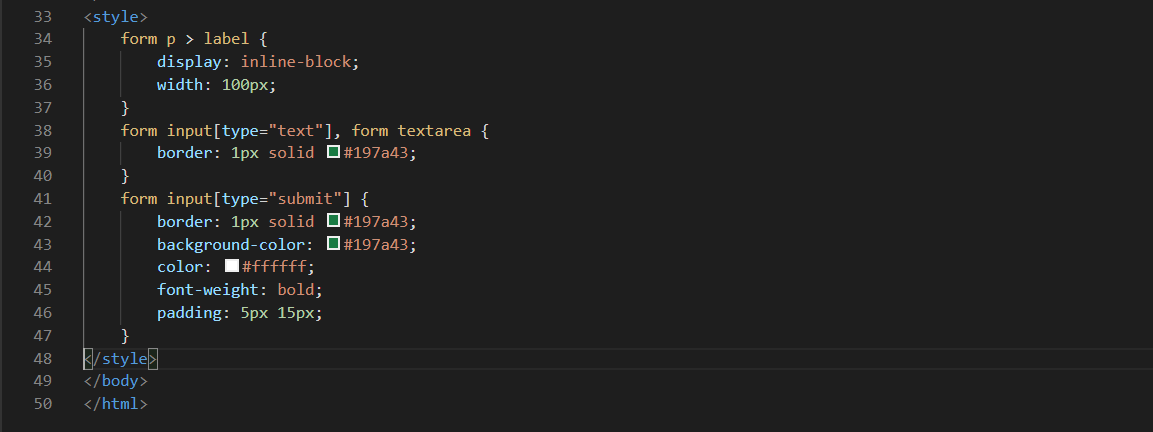 33 <style>
34 form p > label {
35 display: inline-block;
36 width: 100px;
37 }
38 form input[type="text"], form textarea {
39 border: 1px solid #197a43;
40 }
41 form input[type="submit"] {
42 border: 1px solid #197a43;
43 background-color: #197a43;
44 color: #ffffff;
45 font-weight: bold;
46 padding: 5px 15px;
47 }
48 </style>
49 </body>
50 </html>